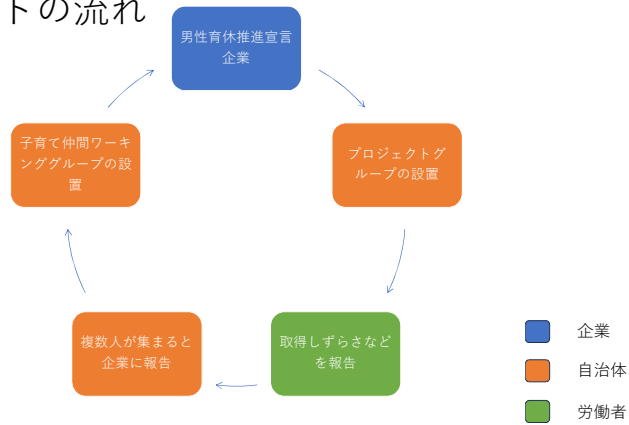 トの流れ
男性育休推進宣言
企業
プロジェクトグ
ループの設置
取得しずらさなど
を報告
複数人が集まると
企業に報告
子育て仲間ワーキ
ンググループの設
置
企業
自治体
労働者